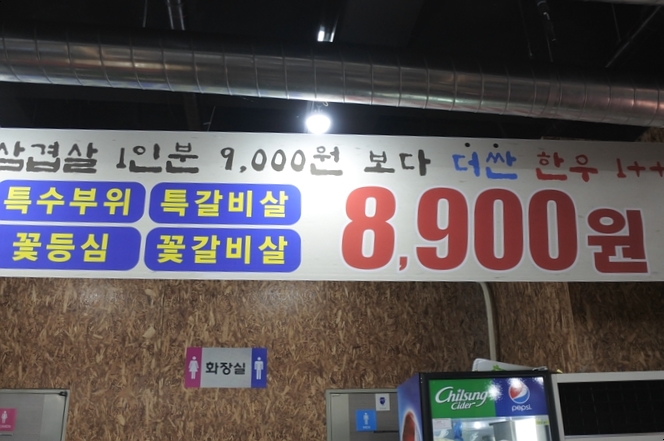 삼겹살 1인분 9,000원 보다 더싼 한우 1++
특수부위 특갈비살
꽃등심 꽃갈비살
8,900원
화장실
Chilsung
Cider
pepsi